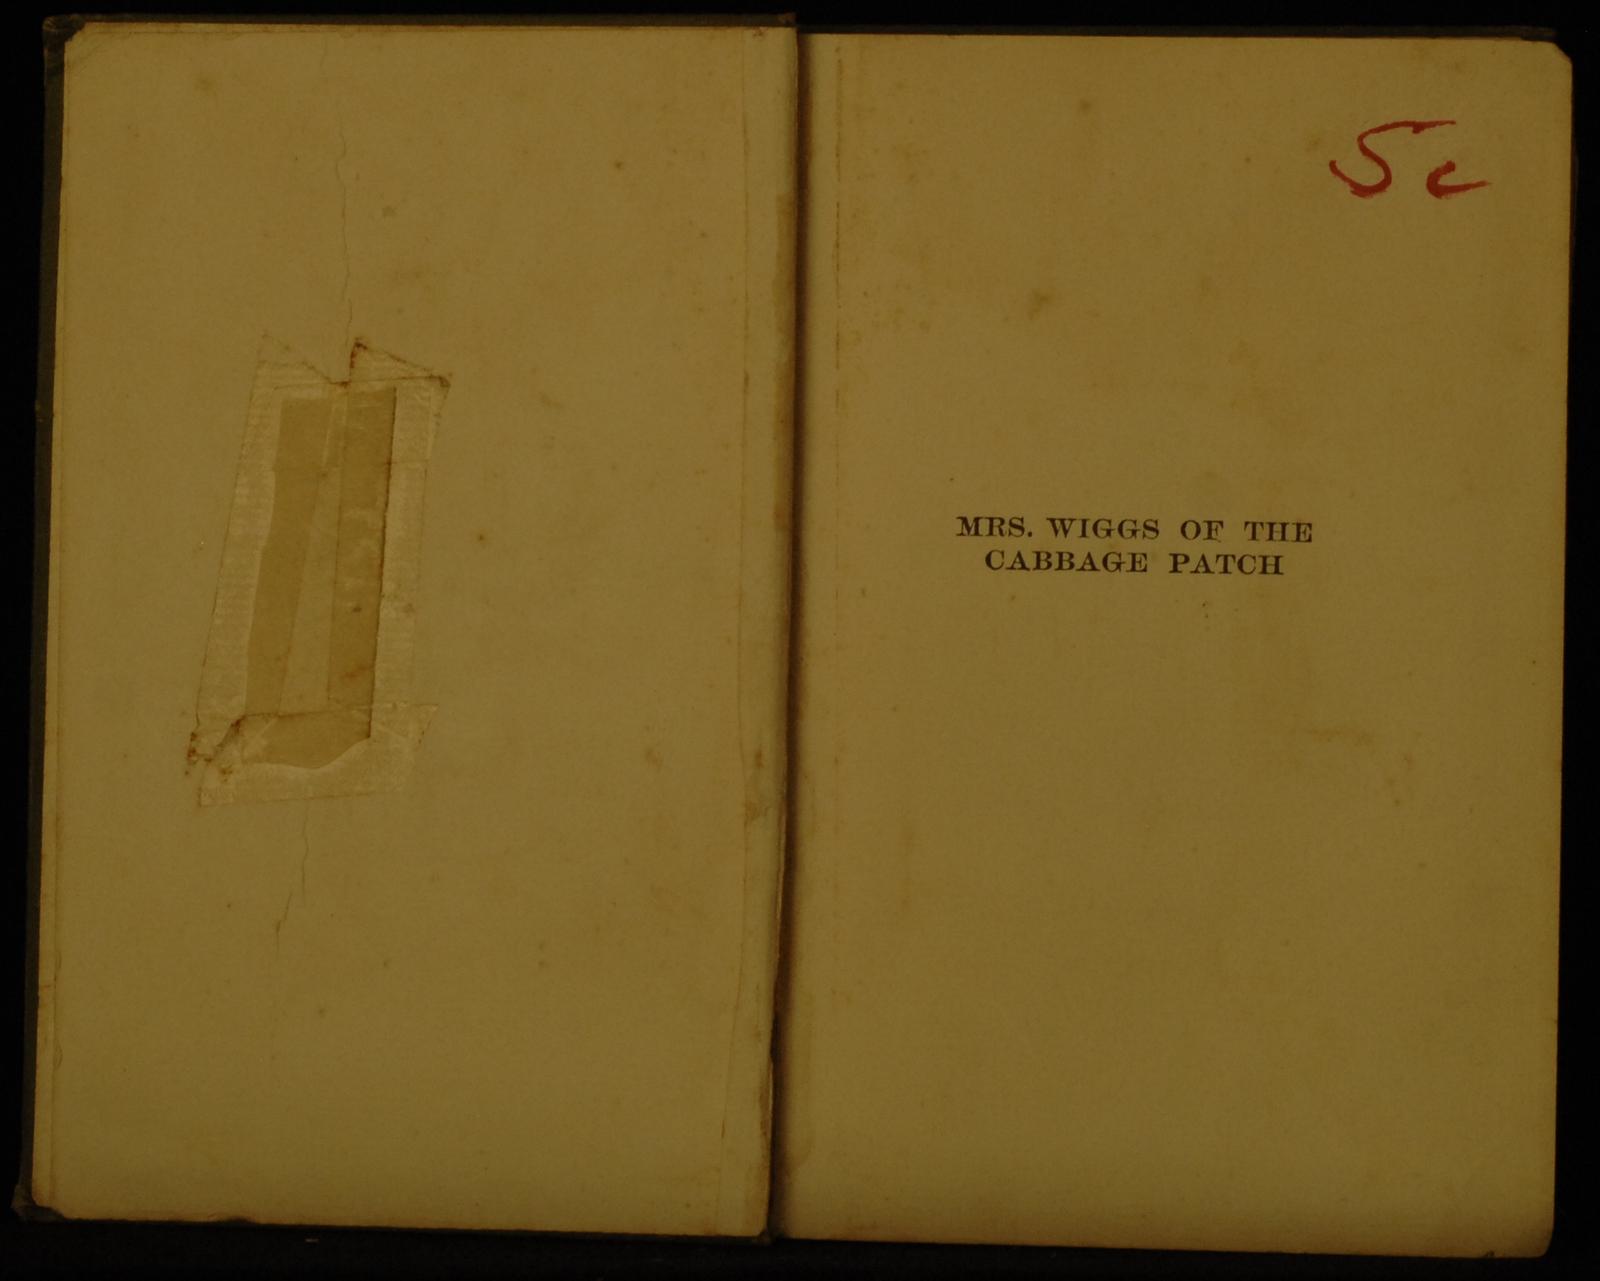 5c
MRS. WIGGS OF THE
CABBAGE PATCH